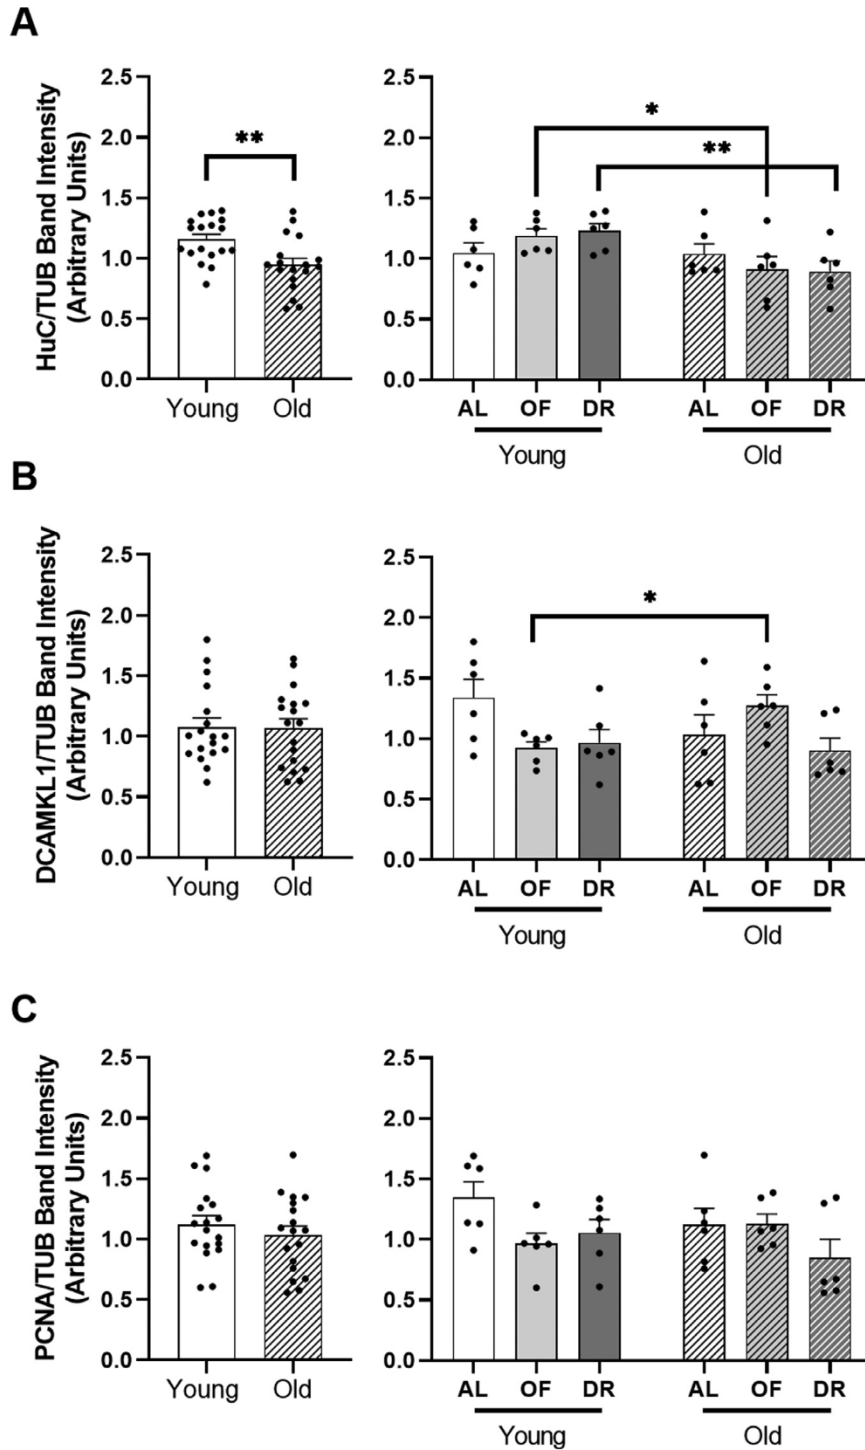 A
HuC/TUB Band Intensity
(Arbitrary Units)
2.5
2.0
1.5
1.0
0.5
0.0
**
Young Old
2.5
2.0
1.5
1.0
0.5
0.0
*
**
AL OF DR AL OF DR
Young Old
B
DCAMKL1/TUB Band Intensity
(Arbitrary Units)
2.5
2.0
1.5
1.0
0.5
0.0
Young Old
2.5
2.0
1.5
1.0
0.5
0.0
*
AL OF DR AL OF DR
Young Old
C
PCNA/TUB Band Intensity
(Arbitrary Units)
2.5
2.0
1.5
1.0
0.5
0.0
Young Old
2.5
2.0
1.5
1.0
0.5
0.0
AL OF DR AL OF DR
Young Old